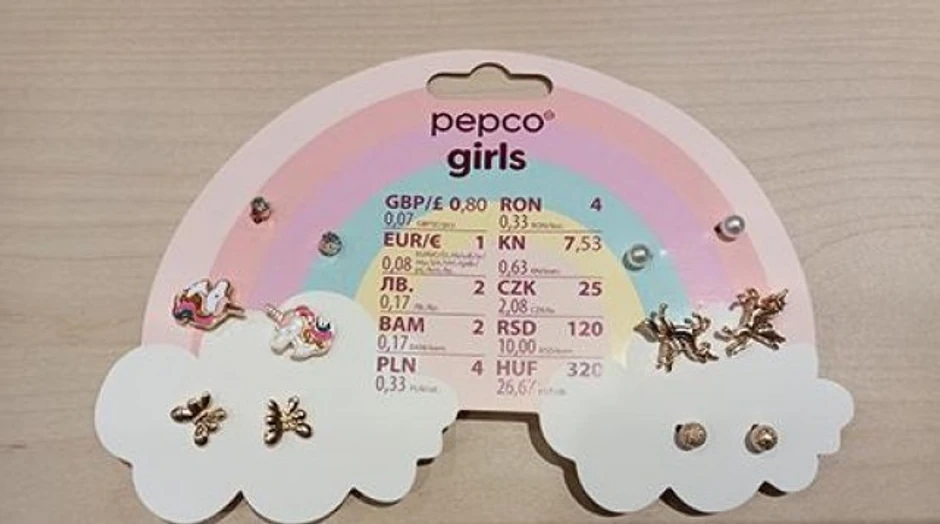 pepco®
girls
GBP/£ 0,80 RON 4
0,07 0,33
EUR/€ 1 KN 7,53
0,08 0,63
ЛВ. 2 CZK 25
0,17 2,08
BAM 2 RSD 120
0,17 10,00
PLN 4 HUF 320
0,33 26,67